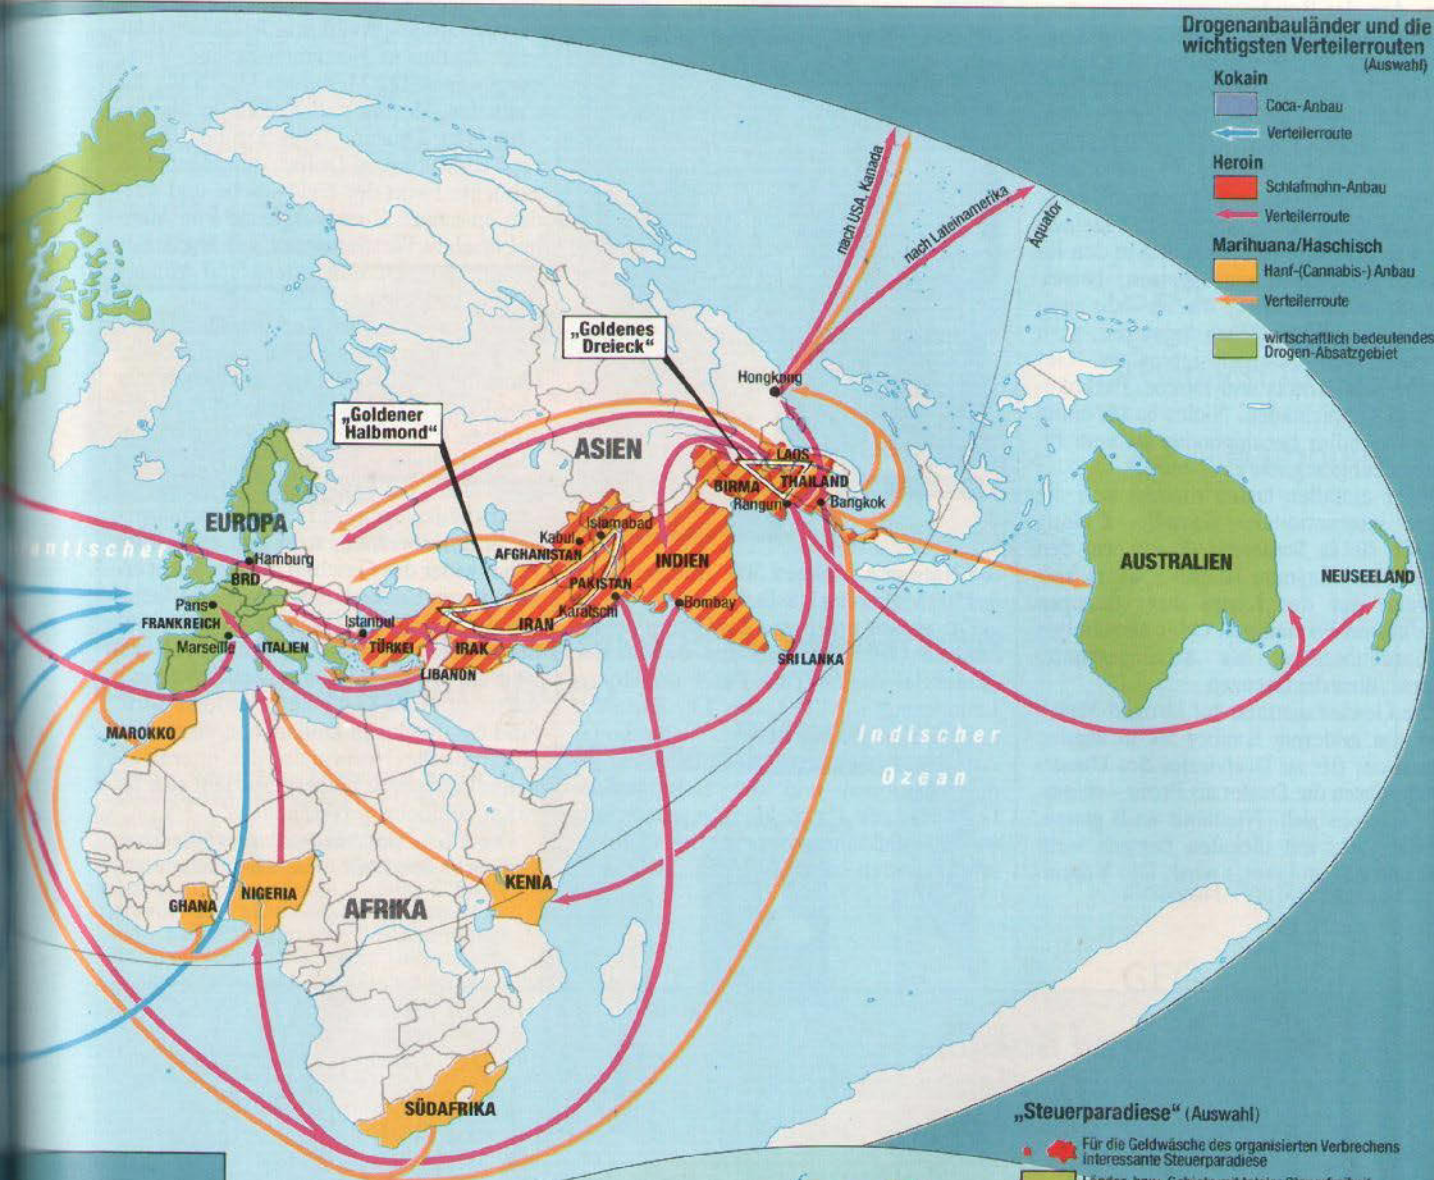 Drogenanbauländer und die
wichtigsten Verteilerrouten
(Auswahl)
Kokain
Coca-Anbau
Verteilerroute
Heroin
Schlafmohn-Anbau
Verteilerroute
Marihuana/Haschisch
Hanf-(Cannabis-) Anbau
Verteilerroute
wirtschaftlich bedeutendes
Drogen-Absatzgebiet
nach USA, Kanada
nach Lateinamerika
Äquator
„Goldenes
Dreieck“
Hongkong
„Goldener
Halbmond“
ASIEN
LAOS
BIRMA
THAILAND
Rangun
Bangkok
EUROPA
Kabul
Islamabad
AFGHANISTAN
INDIEN
AUSTRALIEN
NEUSEELAND
Hamburg
BRD
PAKISTAN
Paris
Karatschi
Bombay
FRANKREICH
Istanbul
IRAN
Marseille
ITALIEN
TÜRKEI
IRAK
SRI LANKA
LIBANON
MAROKKO
Indischer
Ozean
KENIA
NIGERIA
GHANA
AFRIKA
SÜDAFRIKA
„Steuerparadiese“ (Auswahl)
Für die Geldwäsche des organisierten Verbrechens
interessante Steuerparadiese